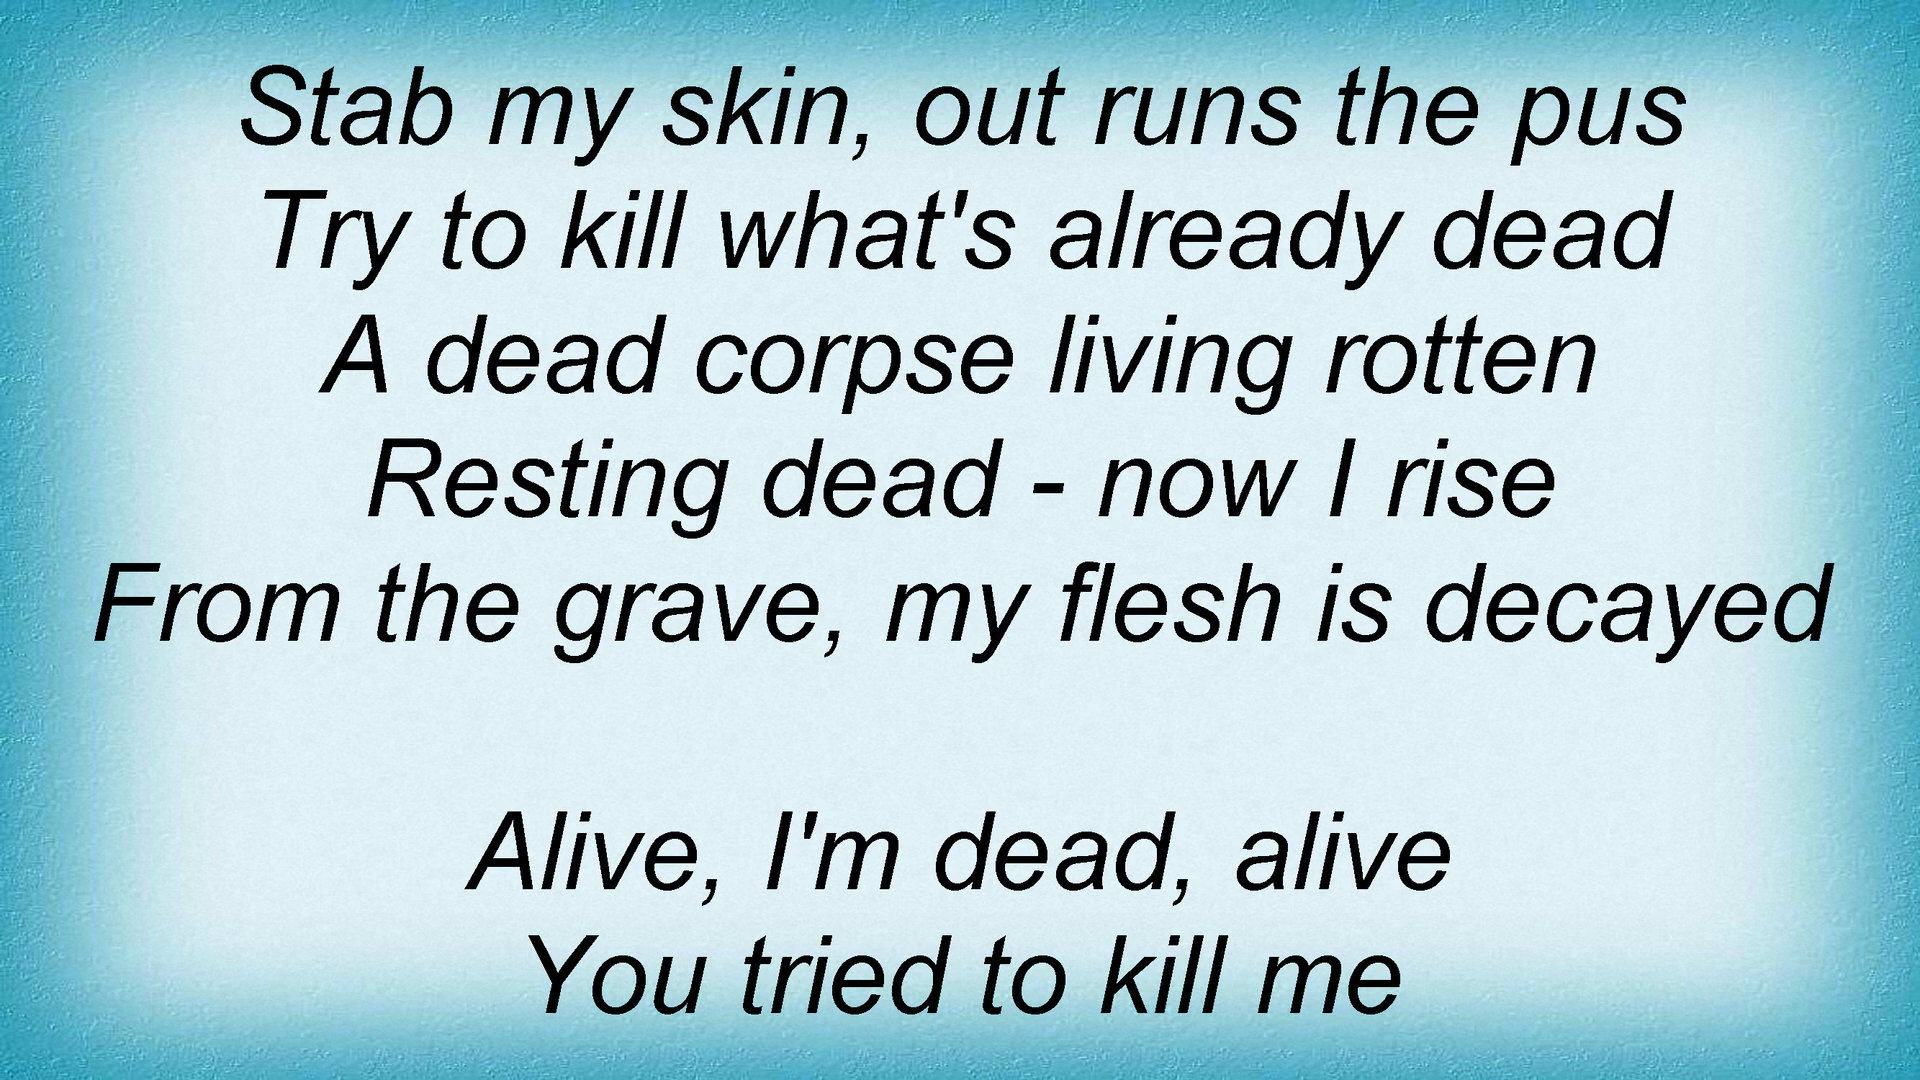 Stab my skin, out runs the pus
Try to kill what's already dead
A dead corpse living rotten
Resting dead - now I rise
From the grave, my flesh is decayed
Alive, I'm dead, alive
You tried to kill me